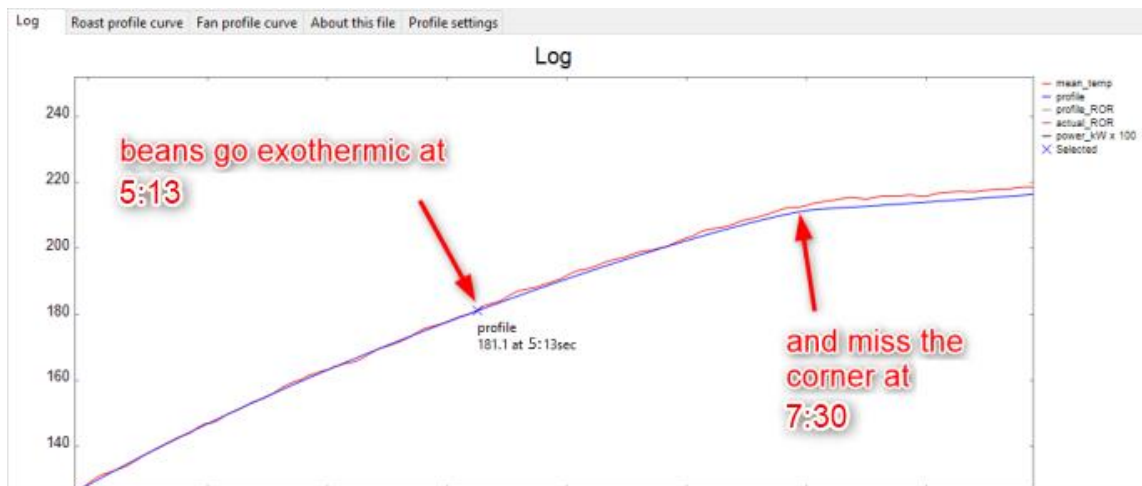 Log Roast profile curve Fan profile curve About this file Profile settings
Log
mean_temp
profile
profile_ROR
actual_ROR
power_kW x 100
Selected
240
220
200
180
160
140
beans go exothermic at
5:13
profile
181.1 at 5:13sec
and miss the
corner at
7:30